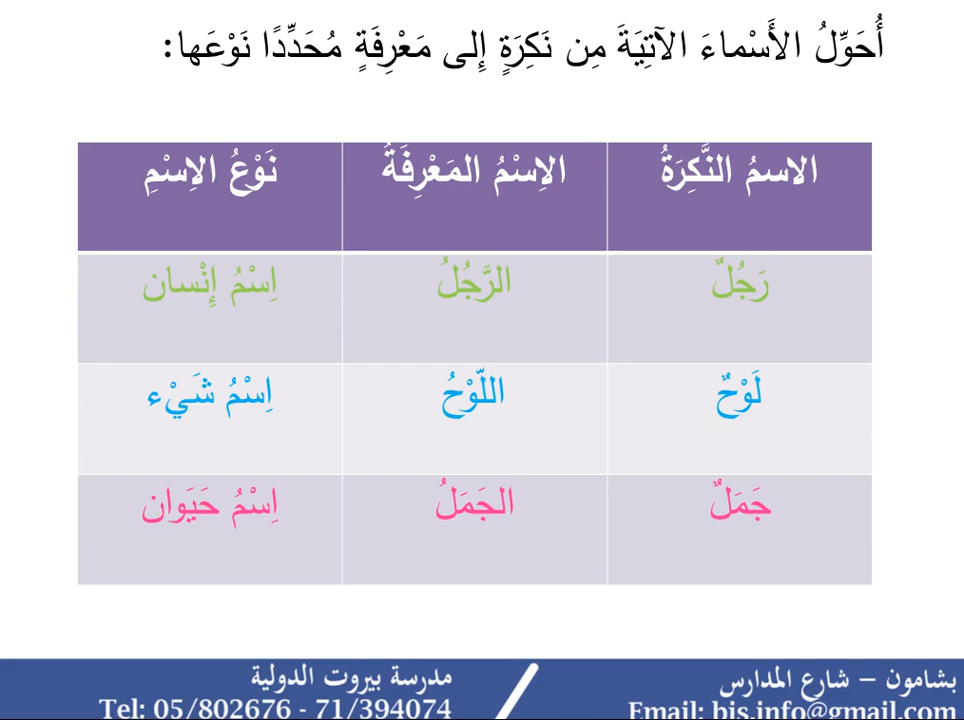 أُحَوِّلُ الأَسْماءَ الآتِيَةَ مِن نَكِرَةٍ إِلى مَعْرِفَةٍ مُحَدِّدًا نَوْعَها:
الاسمُ النَّكِرَةُ الاِسْمُ المَعْرِفَةُ نَوْعُ الاِسْمِ
رَجُلٌ الرَّجُلُ اِسْمُ إِنْسان
لَوْحٌ اللّوْحُ اِسْمُ شَيْء
جَمَلٌ الجَمَلُ اِسْمُ حَيَوان
بشامون – شارع المدارس مدرسة بيروت الدولية
Email: bis.info@gmail.com Tel: 05/802676 - 71/394074